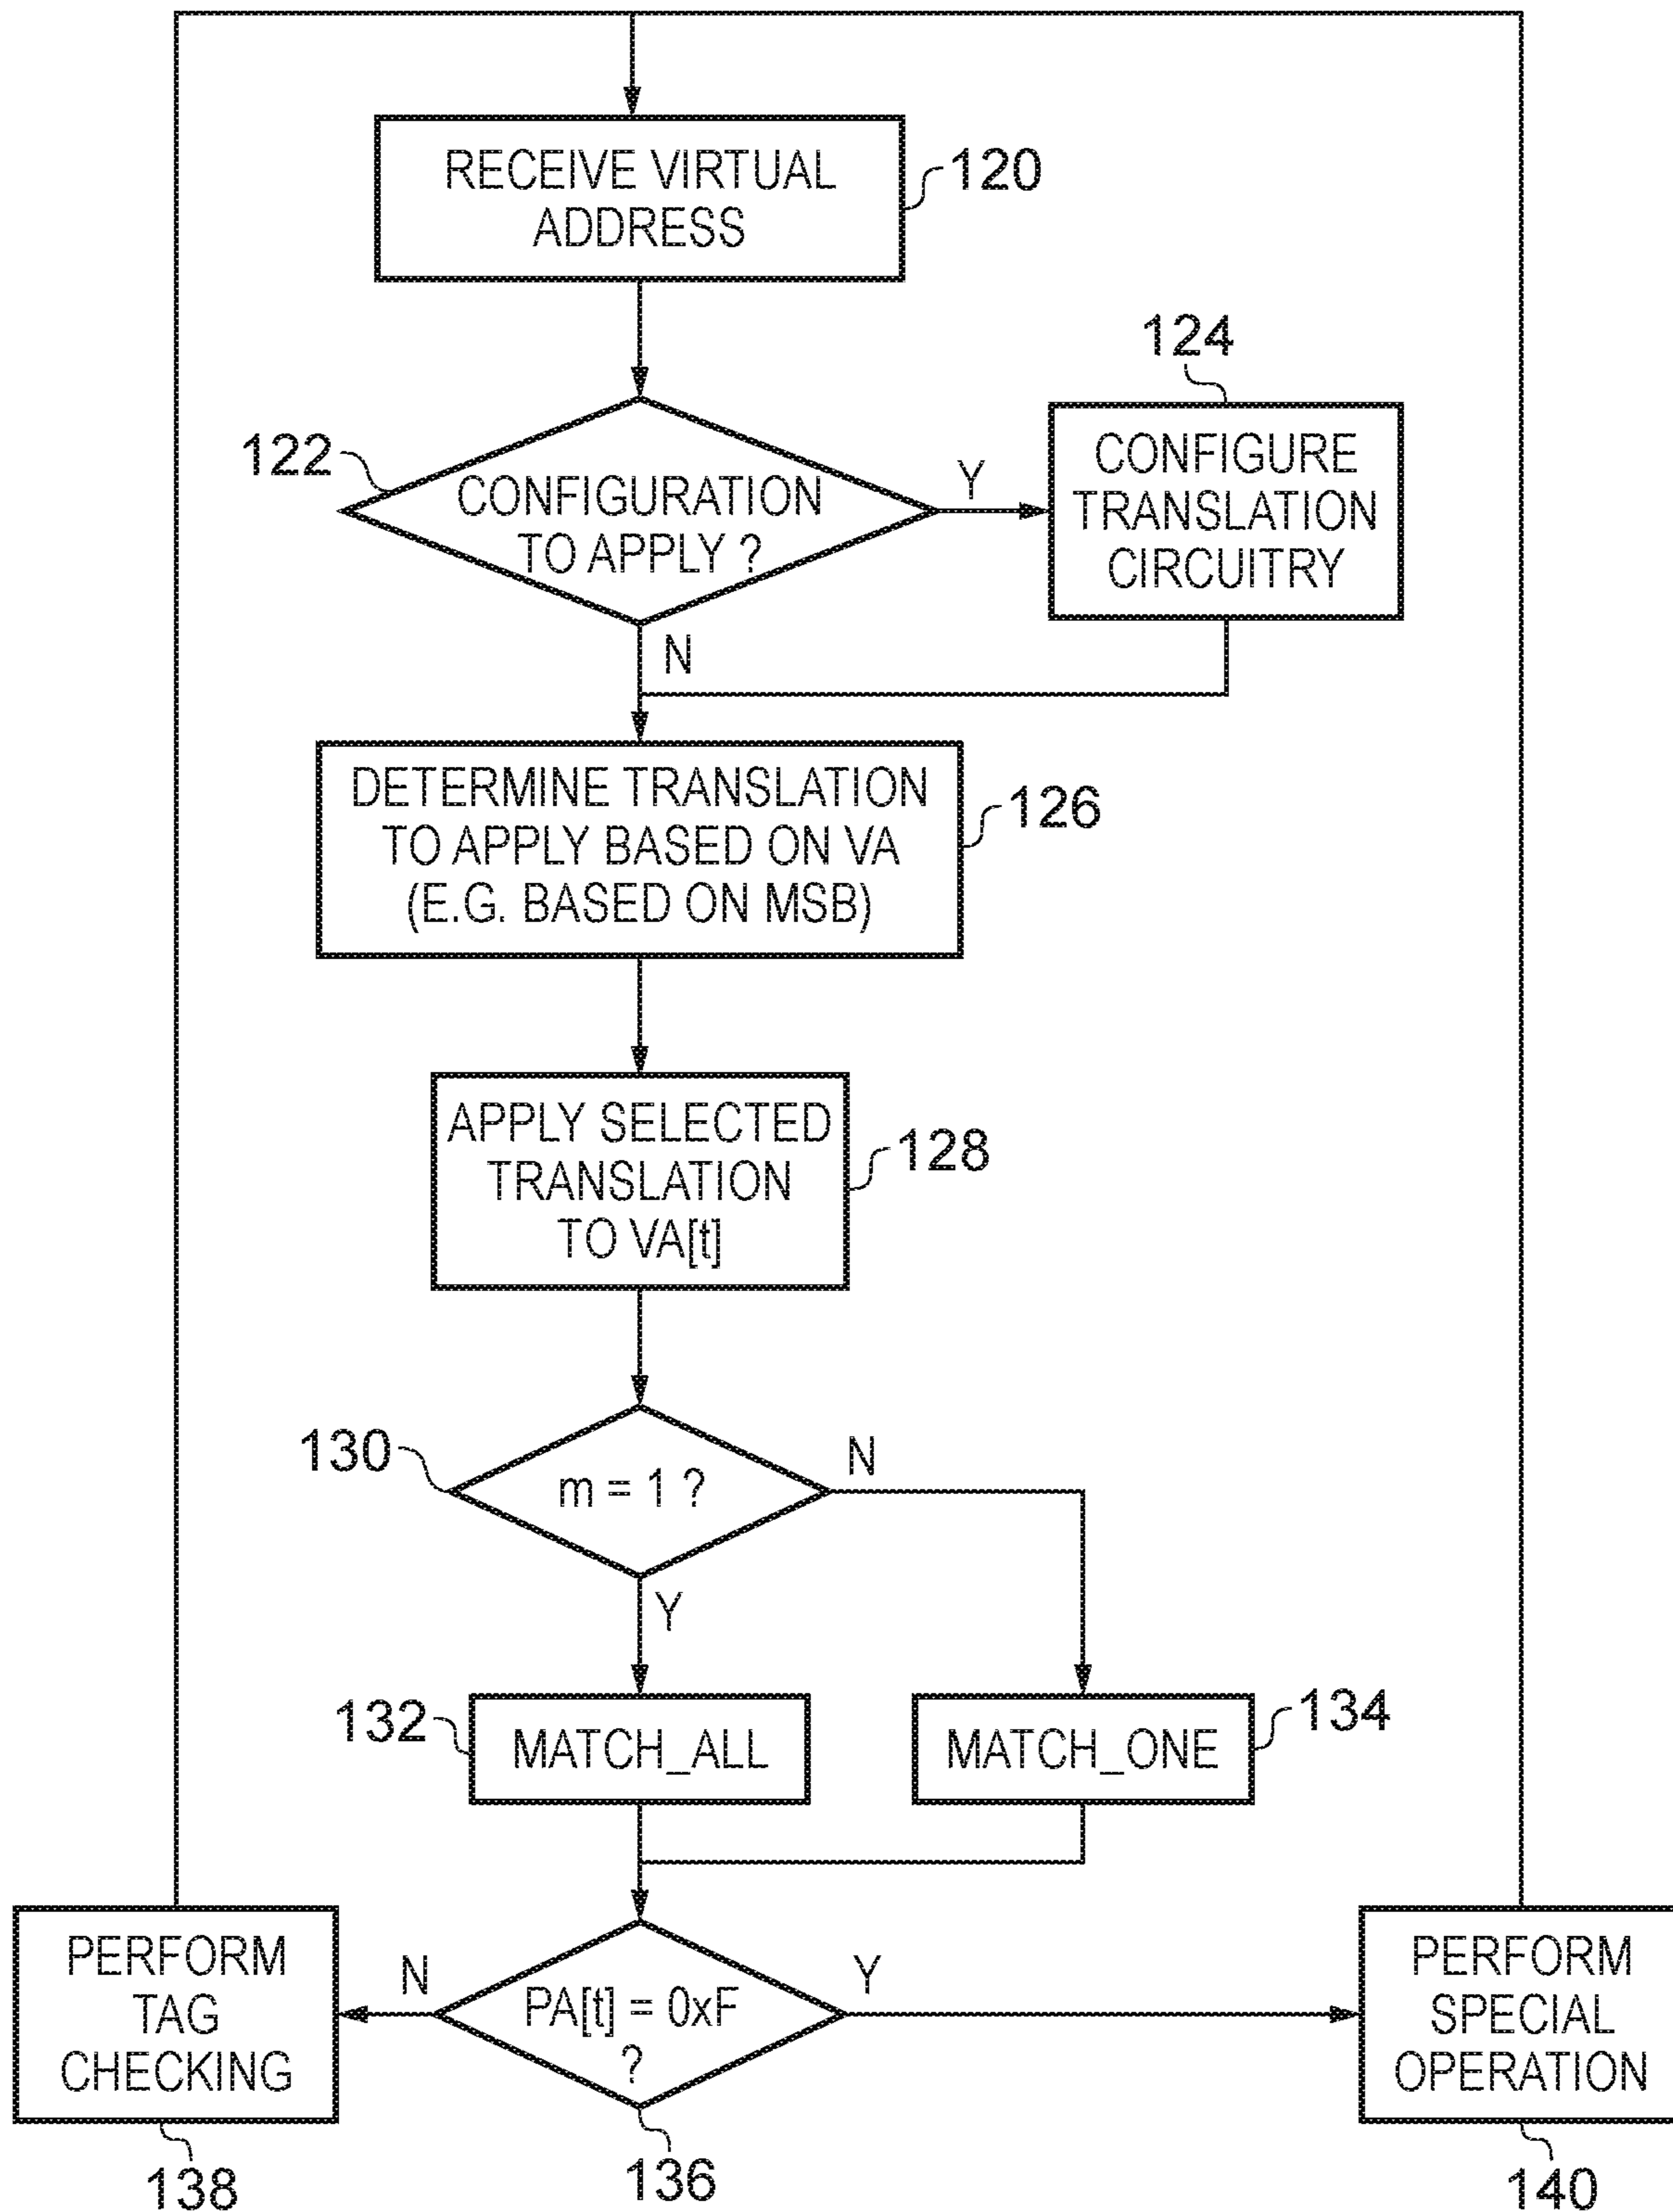 RECEIVE VIRTUAL
ADDRESS
120
124
122
CONFIGURATION
TO APPLY ?
Y
CONFIGURE
TRANSLATION
CIRCUITRY
N
DETERMINE TRANSLATION
TO APPLY BASED ON VA
(E.G. BASED ON MSB)
126
APPLY SELECTED
TRANSLATION
TO VA[t]
128
130
m = 1 ?
N
Y
132
MATCH_ALL
MATCH_ONE
134
PERFORM
TAG
CHECKING
N
PA[t] = 0xF
?
Y
PERFORM
SPECIAL
OPERATION
138
136
140